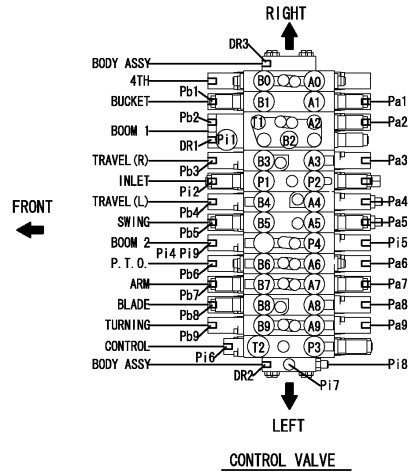 RIGHT
DR3
BODY ASSY
4TH B0 A0
Pb1
BUCKET B1 A1 Pa1
Pb2 T1 A2 Pa2
BOOM 1
Pi1 B2
DR1
TRAVEL(R) B3 A3 Pa3
Pb3
INLET P1 P2
Pi2
TRAVEL(L) B4 A4 Pa4
Pb4
SWING B5 A5 Pa5
Pb5
BOOM 2 P4 Pi5
Pi4 Pi9
P.T.O. B6 A6 Pa6
Pb6
ARM B7 A7 Pa7
Pb7
BLADE B8 A8 Pa8
Pb8
TURNING B9 A9 Pa9
Pb9
CONTROL T2 P3
Pi6
BODY ASSY Pi8
DR2 Pi7
FRONT
LEFT
CONTROL VALVE